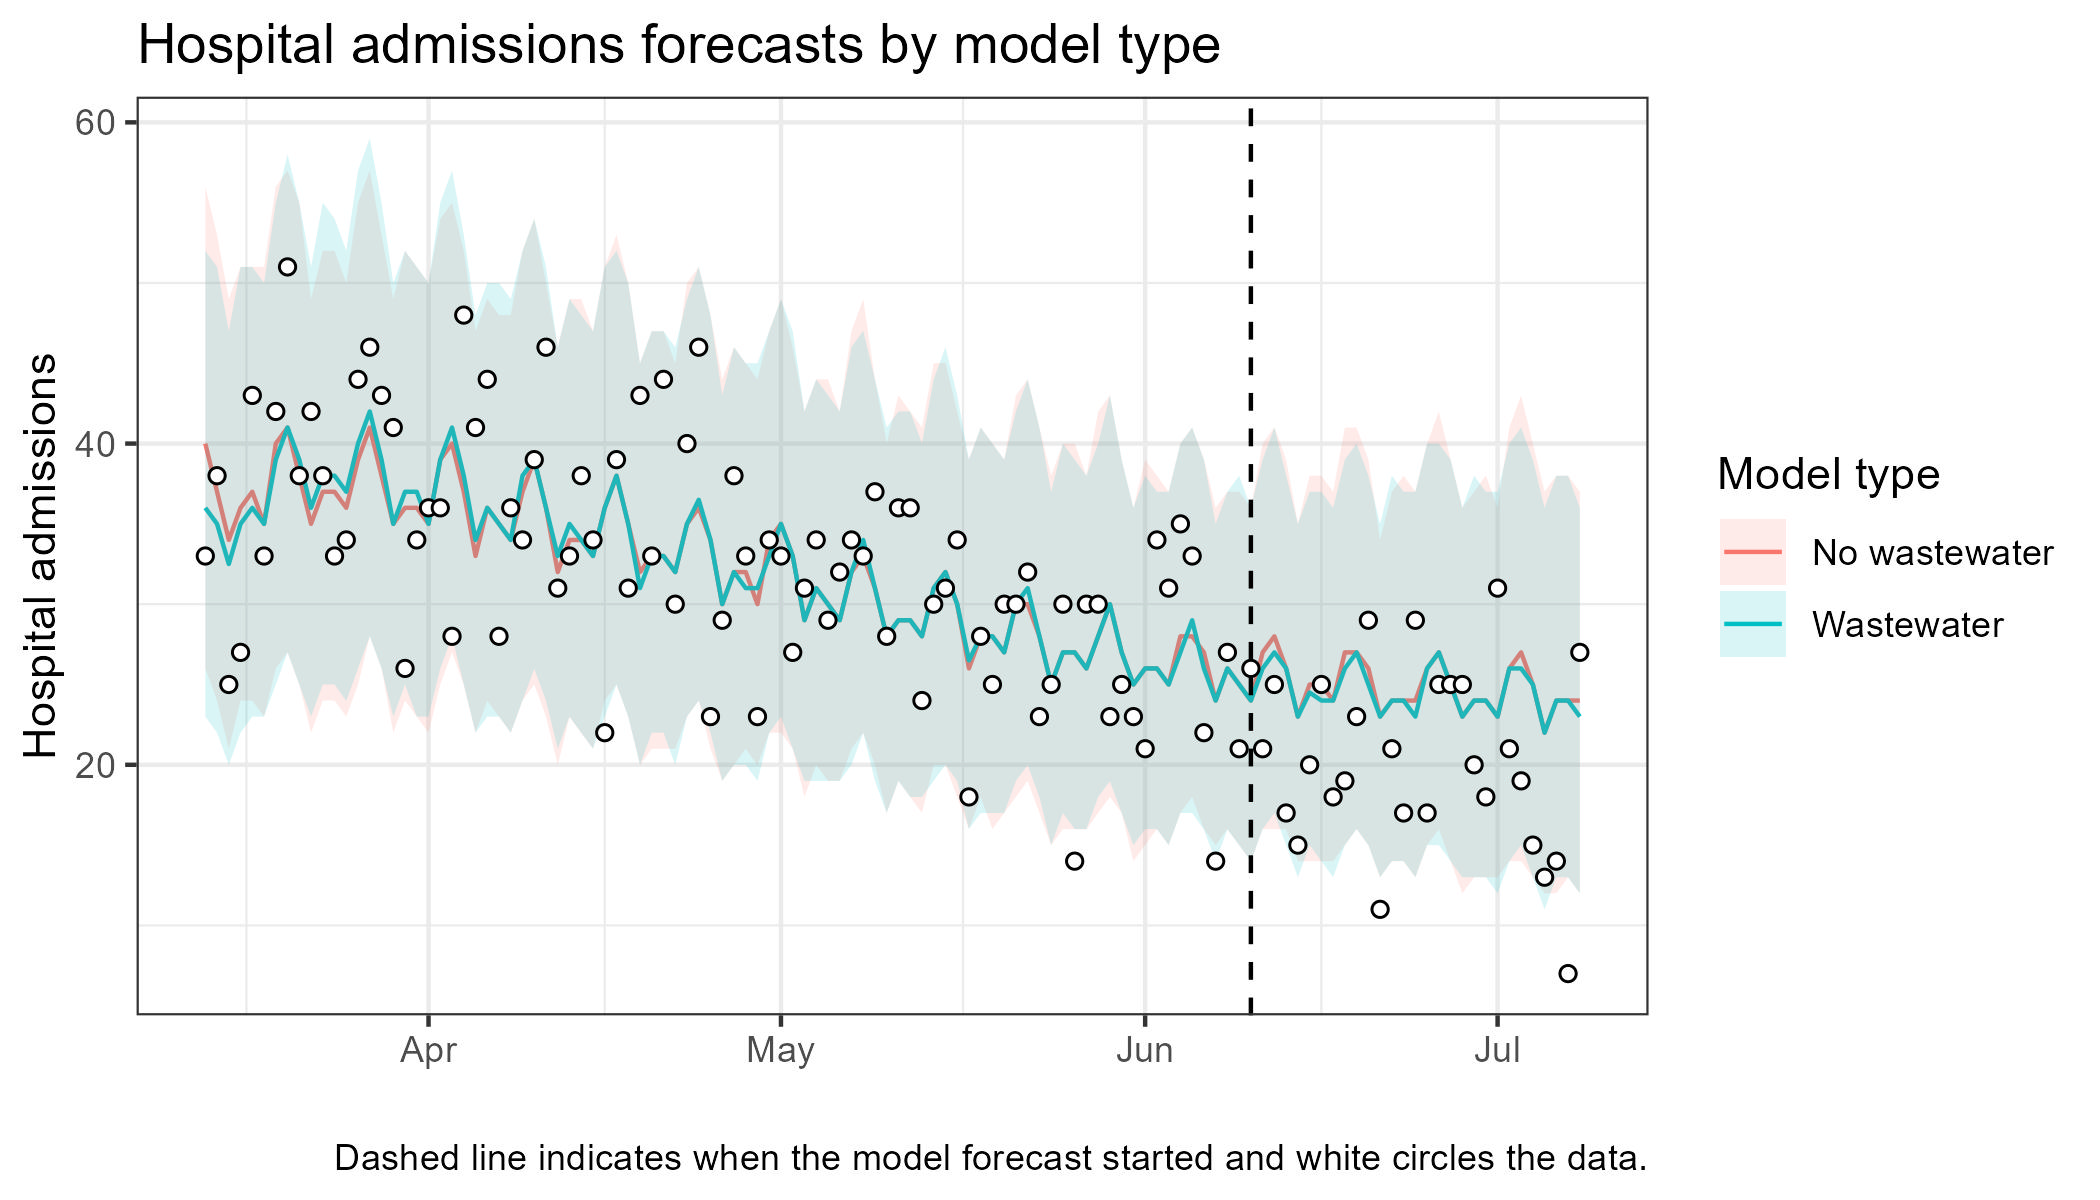 Hospital admissions forecasts by model type
Hospital admissions
60
40
20
Apr
May
Jun
Jul
Model type
No wastewater
Wastewater
Dashed line indicates when the model forecast started and white circles the data.